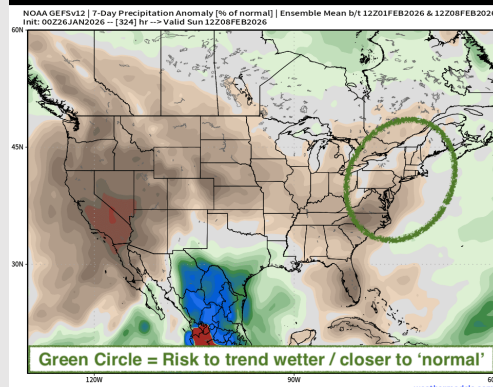 NOAA GEFSv12 | 7-Day Precipitation Anomaly [% of normal] | Ensemble Mean b/t 12Z01FEB2026 & 12Z08FEB2026
Init: 00Z26JAN2026 -- [324] hr --> Valid Sun 12Z08FEB2026
60N
45N
30N
Green Circle = Risk to trend wetter / closer to ‘normal’
120W
90W